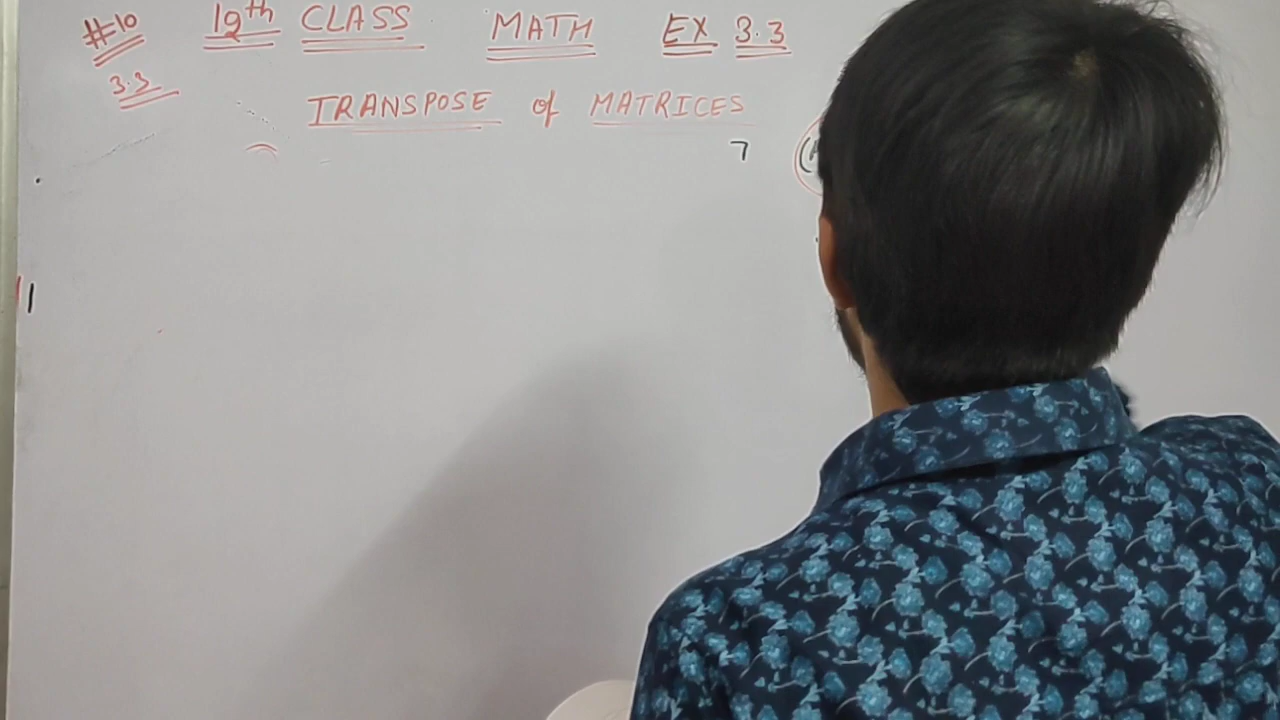 #10 12th CLASS MATH EX 3.3
3.3
TRANSPOSE of MATRICES
7